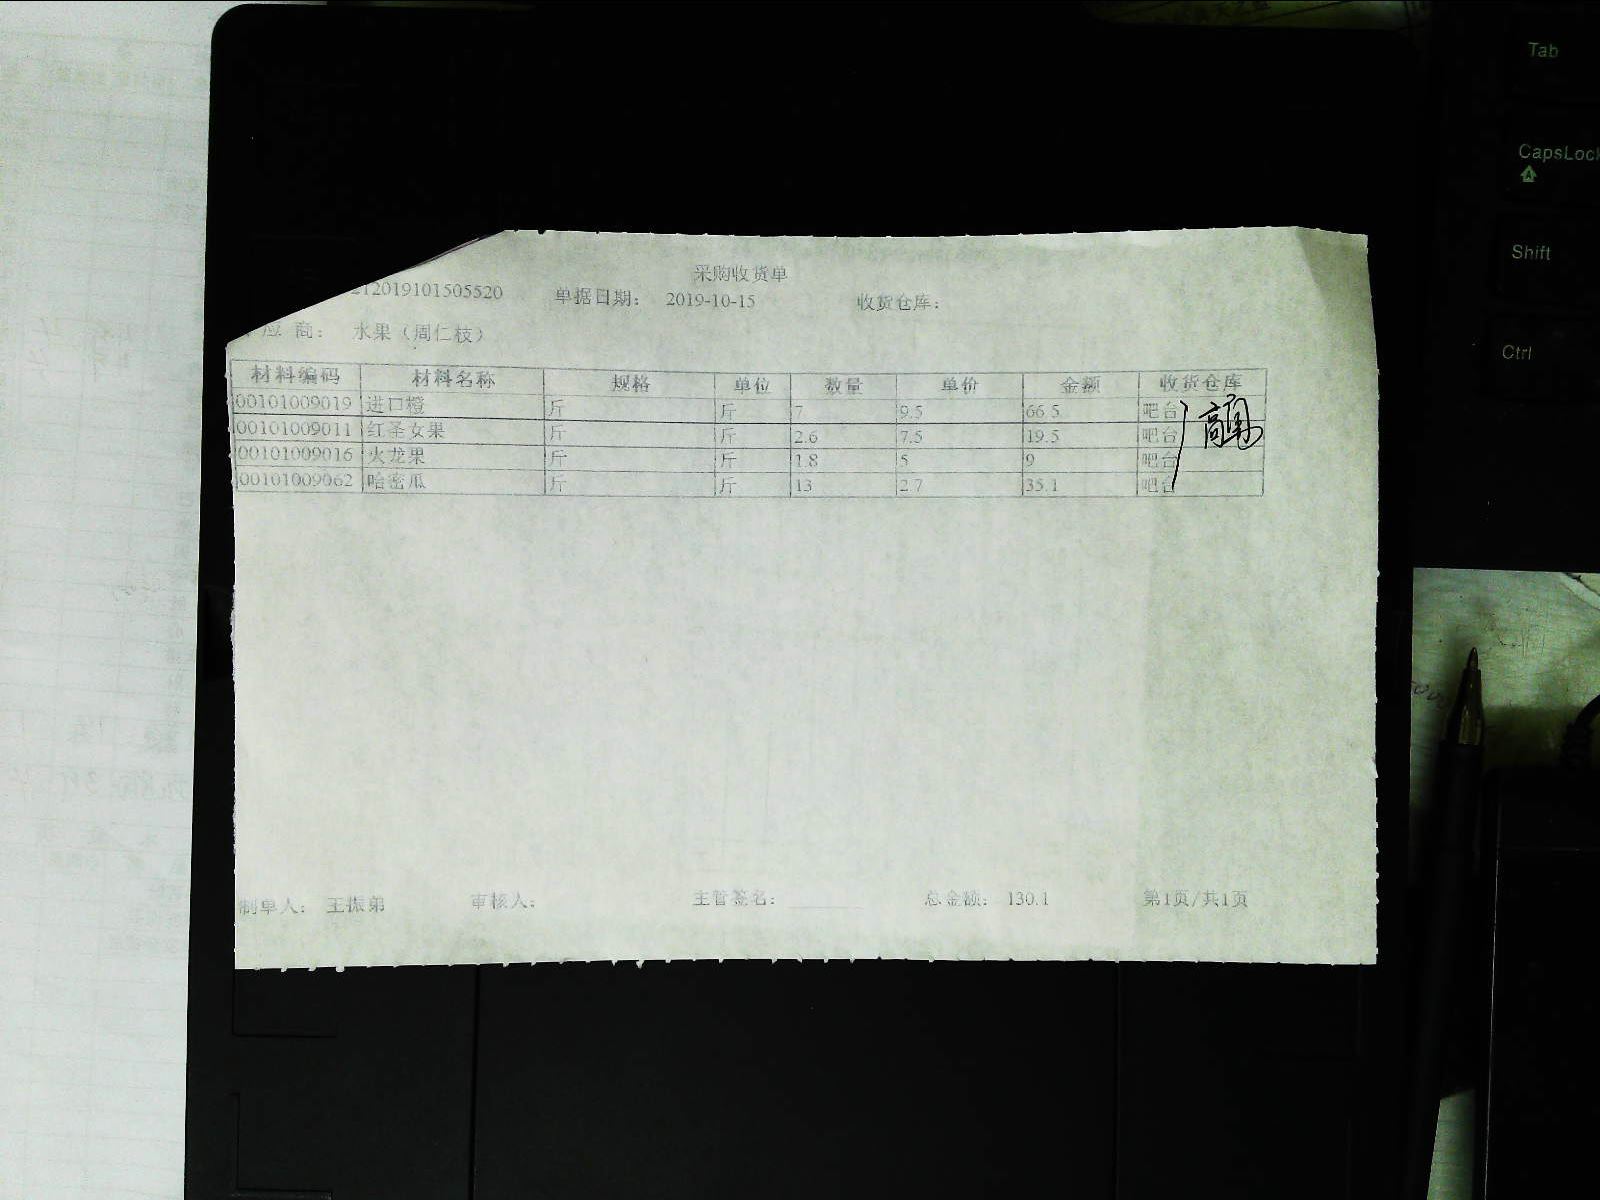 采购收货单
212019101505520 单据日期： 2019-10-15 收货仓库：
应 商： 水果（周仁枝）
材料编码 材料名称 规格 单位 数量 单价 金额 收货仓库
00101009019 进口橙 斤 斤 7 9.5 66.5 吧台
00101009011 红圣女果 斤 斤 2.6 7.5 19.5 吧台
00101009016 火龙果 斤 斤 1.8 5 9 吧台
00101009062 哈密瓜 斤 斤 13 2.7 35.1 吧台
制单人： 王振弟 审核人： 主管签名： 总金额： 130.1 第1页/共1页
Tab
CapsLock
Shift
Ctrl